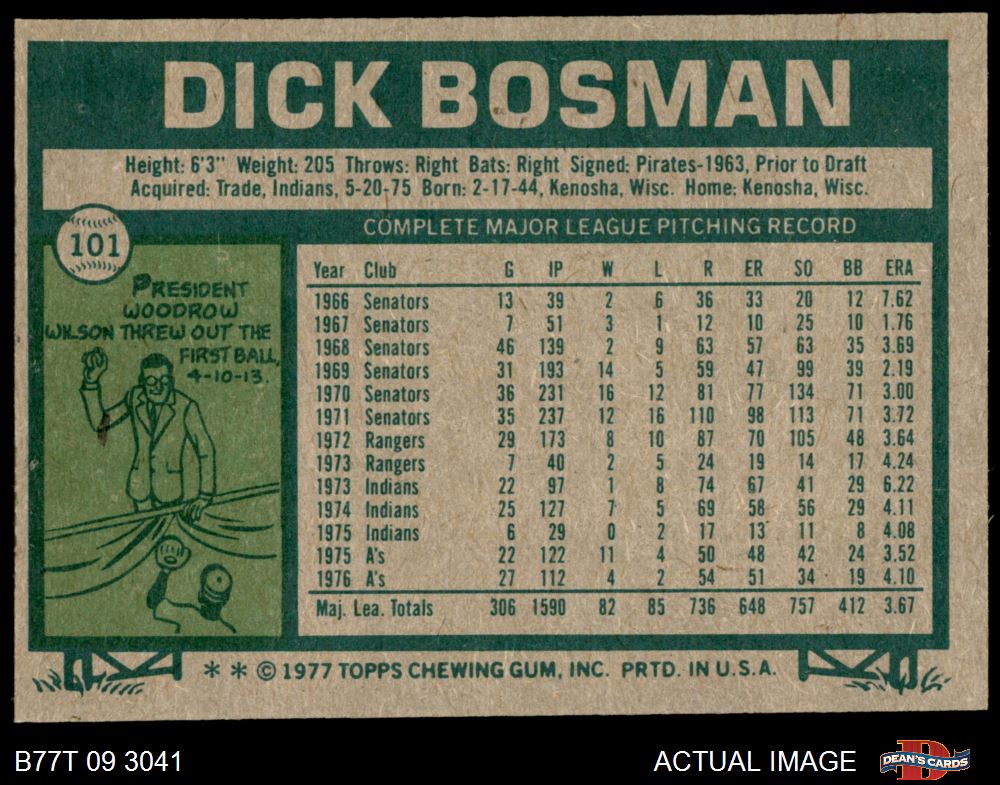 DICK BOSMAN
Height: 6'3" Weight: 205 Throws: Right Bats: Right Signed: Pirates-1963, Prior to Draft
Acquired: Trade, Indians, 5-20-75 Born: 2-17-44, Kenosha, Wisc. Home: Kenosha, Wisc.
101
PRESIDENT
WOODROW
WILSON THREW OUT THE
FIRST BALL,
4-10-13.
COMPLETE MAJOR LEAGUE PITCHING RECORD
Year Club G IP W L R ER SO BB ERA
1966 Senators 13 39 2 6 36 33 20 12 7.62
1967 Senators 7 51 3 1 12 10 25 10 1.76
1968 Senators 46 139 2 9 63 57 63 35 3.69
1969 Senators 31 193 14 5 59 47 99 39 2.19
1970 Senators 36 231 16 12 81 77 134 71 3.00
1971 Senators 35 237 12 16 110 98 113 71 3.72
1972 Rangers 29 173 8 10 87 70 105 48 3.64
1973 Rangers 7 40 2 5 24 19 14 17 4.24
1973 Indians 22 97 1 8 74 67 41 29 6.22
1974 Indians 25 127 7 5 69 58 56 29 4.11
1975 Indians 6 29 0 2 17 13 11 8 4.08
1975 A's 22 122 11 4 50 48 42 24 3.52
1976 A's 27 112 4 2 54 51 34 19 4.10
Maj. Lea. Totals 306 1590 82 85 736 648 757 412 3.67
* * © 1977 TOPPS CHEWING GUM, INC. PRTD. IN U.S.A.
B77T 09 3041
ACTUAL IMAGE
DEAN'S CARDS